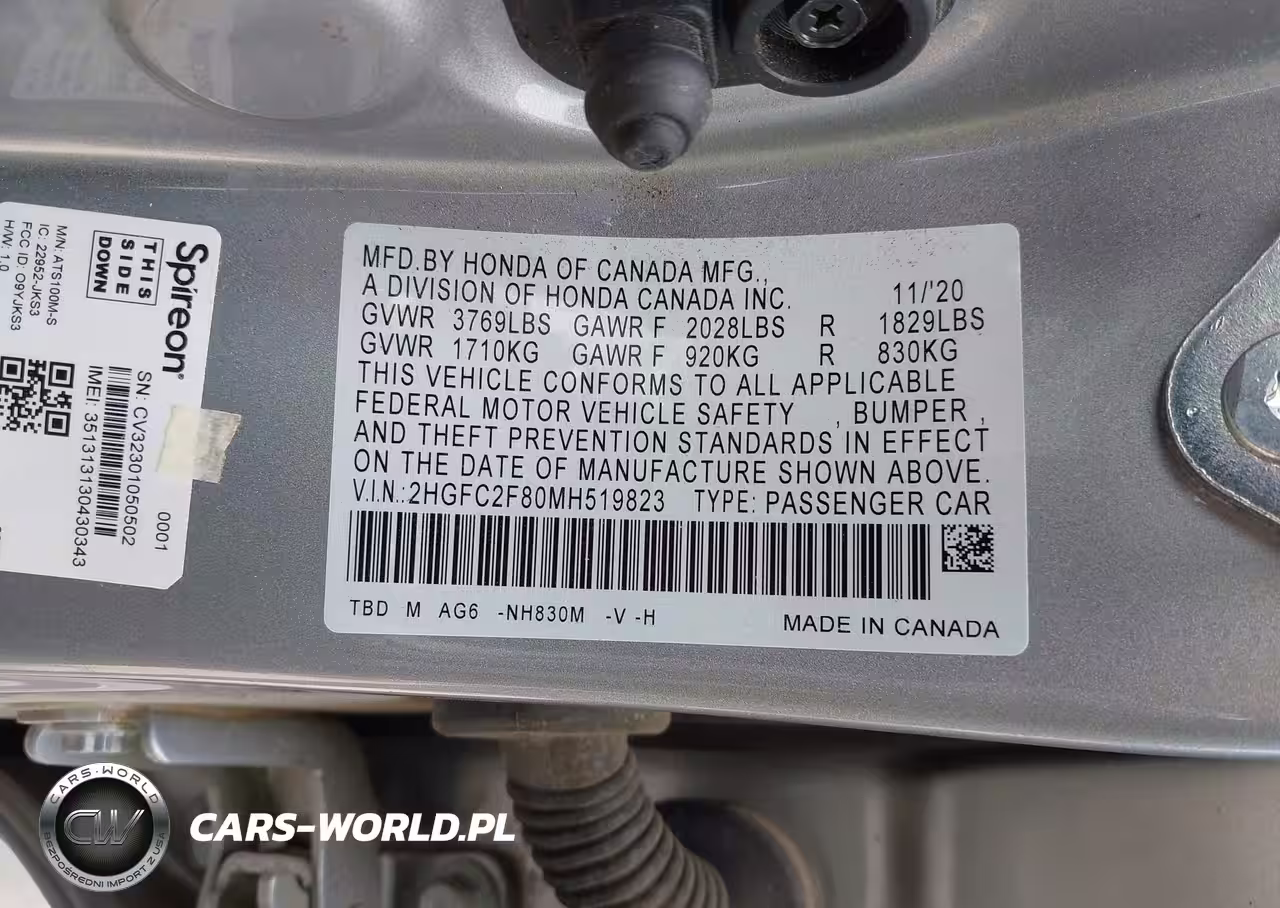 MFD.BY HONDA OF CANADA MFG.,
A DIVISION OF HONDA CANADA INC. 11/'20
GVWR 3769LBS GAWR F 2028LBS R 1829LBS
GVWR 1710KG GAWR F 920KG R 830KG
THIS VEHICLE CONFORMS TO ALL APPLICABLE
FEDERAL MOTOR VEHICLE SAFETY , BUMPER ,
AND THEFT PREVENTION STANDARDS IN EFFECT
ON THE DATE OF MANUFACTURE SHOWN ABOVE.
V.I.N.:2HGFC2F80MH519823 TYPE: PASSENGER CAR
TBD M AG6 -NH830M -V -H
MADE IN CANADA
Spireon
THIS
SIDE
DOWN
M/N: ATS100M-S
IC: 22952-JKS3
FCC ID: O9YJKS3
H/W: 1.0
0001
SN: CV32301050502
IMEI: 351313130430343
CARS-WORLD
CW
BEZPOŚREDNI IMPORT Z USA
CARS-WORLD.PL